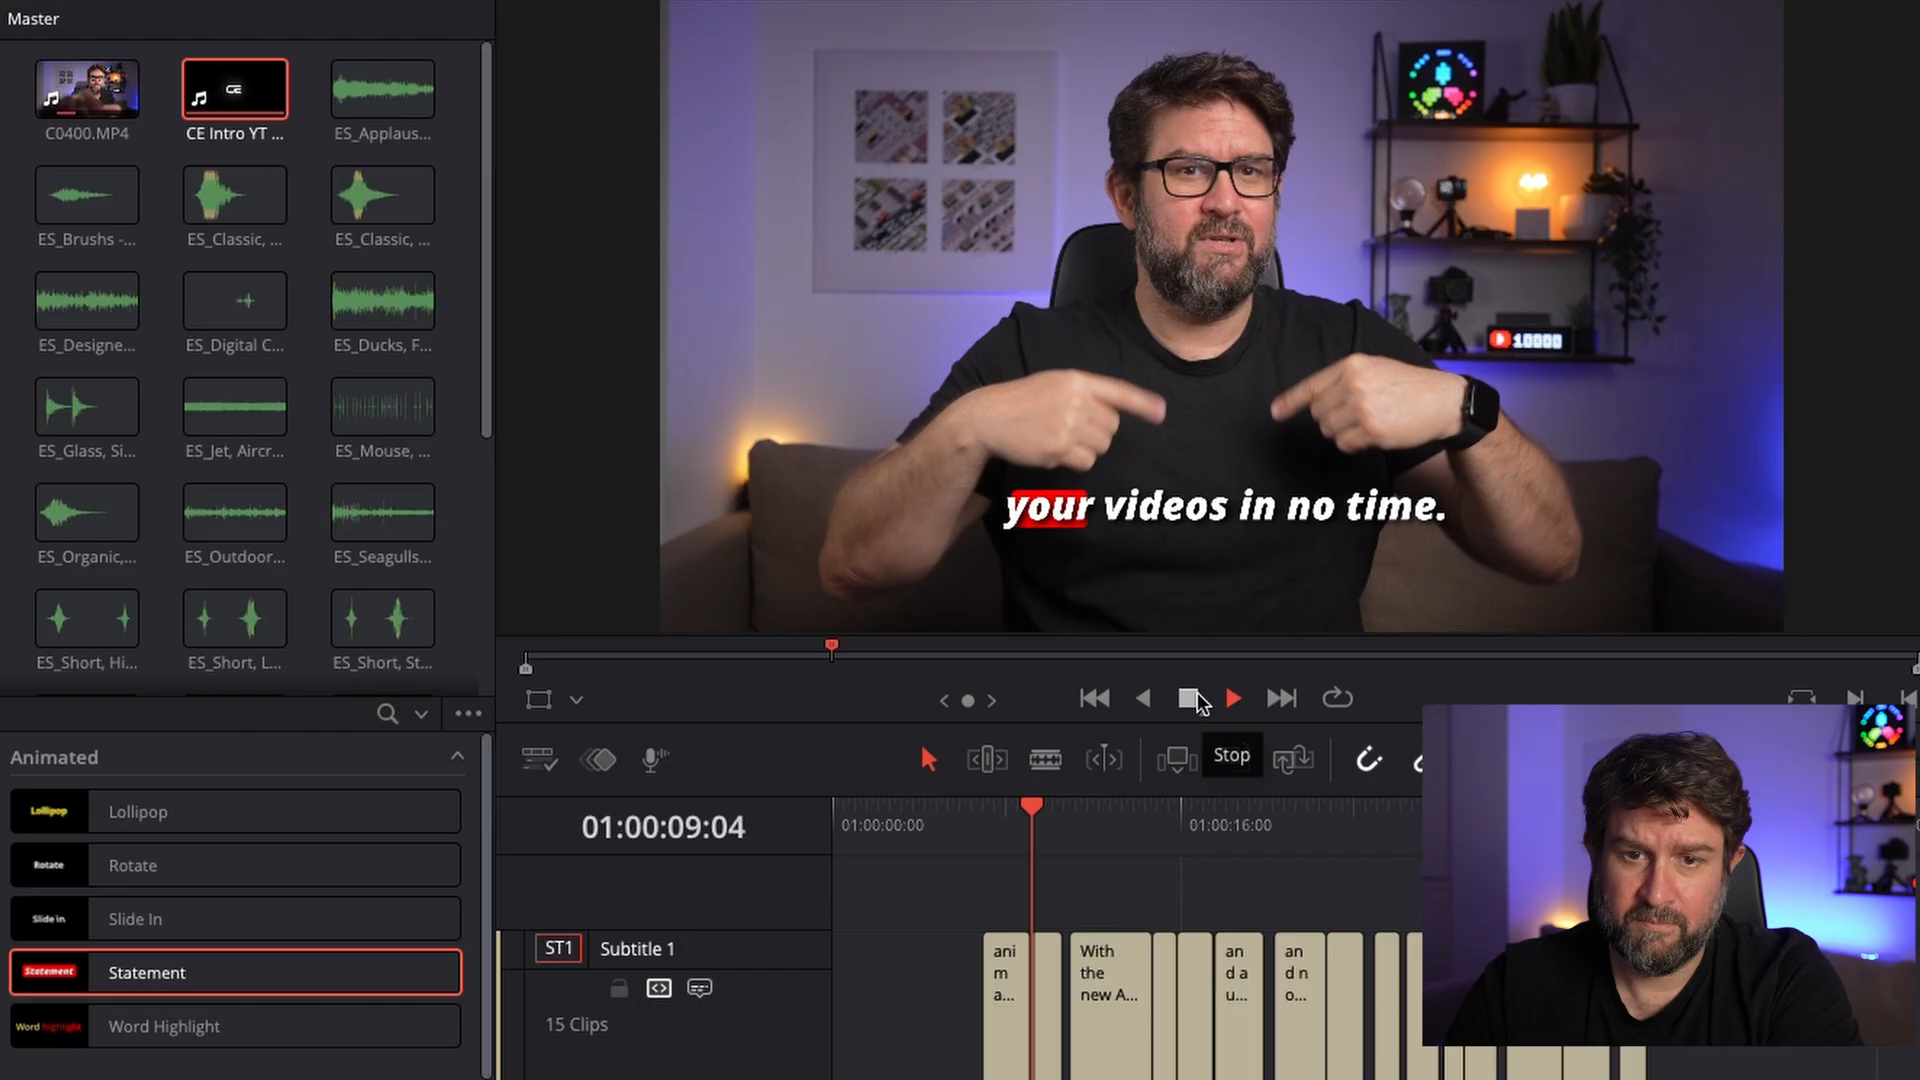 Master
C0400.MP4
CE Intro YT ...
ES_Applaus...
ES_Brushs -...
ES_Classic, ...
ES_Classic, ...
ES_Designe...
ES_Digital C...
ES_Ducks, F...
ES_Glass, Si...
ES_Jet, Aircr...
ES_Mouse, ...
ES_Organic,...
ES_Outdoor...
ES_Seagulls...
ES_Short, Hi...
ES_Short, L...
ES_Short, St...
Animated
Lollipop Lollipop
Rotate Rotate
Slide in Slide In
Statement Statement
Word highlight Word Highlight
10000
your videos in no time.
Stop
01:00:09:04
01:00:00:00
01:00:16:00
ST1 Subtitle 1
15 Clips
ani
m
a...
With
the
new A...
an
d a
u...
an
d n
o...